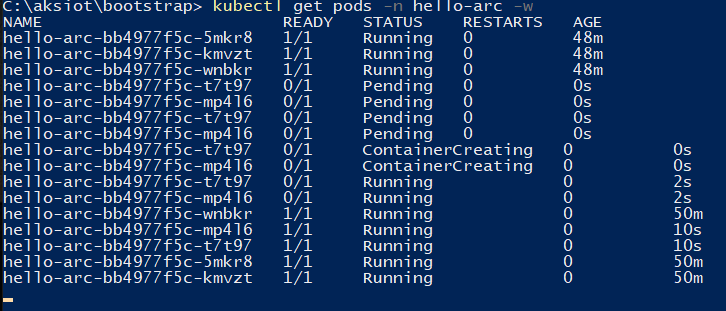 C:\aksiot\bootstrap> kubectl get pods -n hello-arc -w
NAME READY STATUS RESTARTS AGE
hello-arc-bb4977f5c-5mkr8 1/1 Running 0 48m
hello-arc-bb4977f5c-kmvzt 1/1 Running 0 48m
hello-arc-bb4977f5c-wnbkr 1/1 Running 0 48m
hello-arc-bb4977f5c-t7t97 0/1 Pending 0 0s
hello-arc-bb4977f5c-mp4l6 0/1 Pending 0 0s
hello-arc-bb4977f5c-t7t97 0/1 Pending 0 0s
hello-arc-bb4977f5c-mp4l6 0/1 Pending 0 0s
hello-arc-bb4977f5c-t7t97 0/1 ContainerCreating 0 0s
hello-arc-bb4977f5c-mp4l6 0/1 ContainerCreating 0 0s
hello-arc-bb4977f5c-t7t97 0/1 Running 0 2s
hello-arc-bb4977f5c-mp4l6 0/1 Running 0 2s
hello-arc-bb4977f5c-wnbkr 1/1 Running 0 50m
hello-arc-bb4977f5c-mp4l6 1/1 Running 0 10s
hello-arc-bb4977f5c-t7t97 1/1 Running 0 10s
hello-arc-bb4977f5c-5mkr8 1/1 Running 0 50m
hello-arc-bb4977f5c-kmvzt 1/1 Running 0 50m